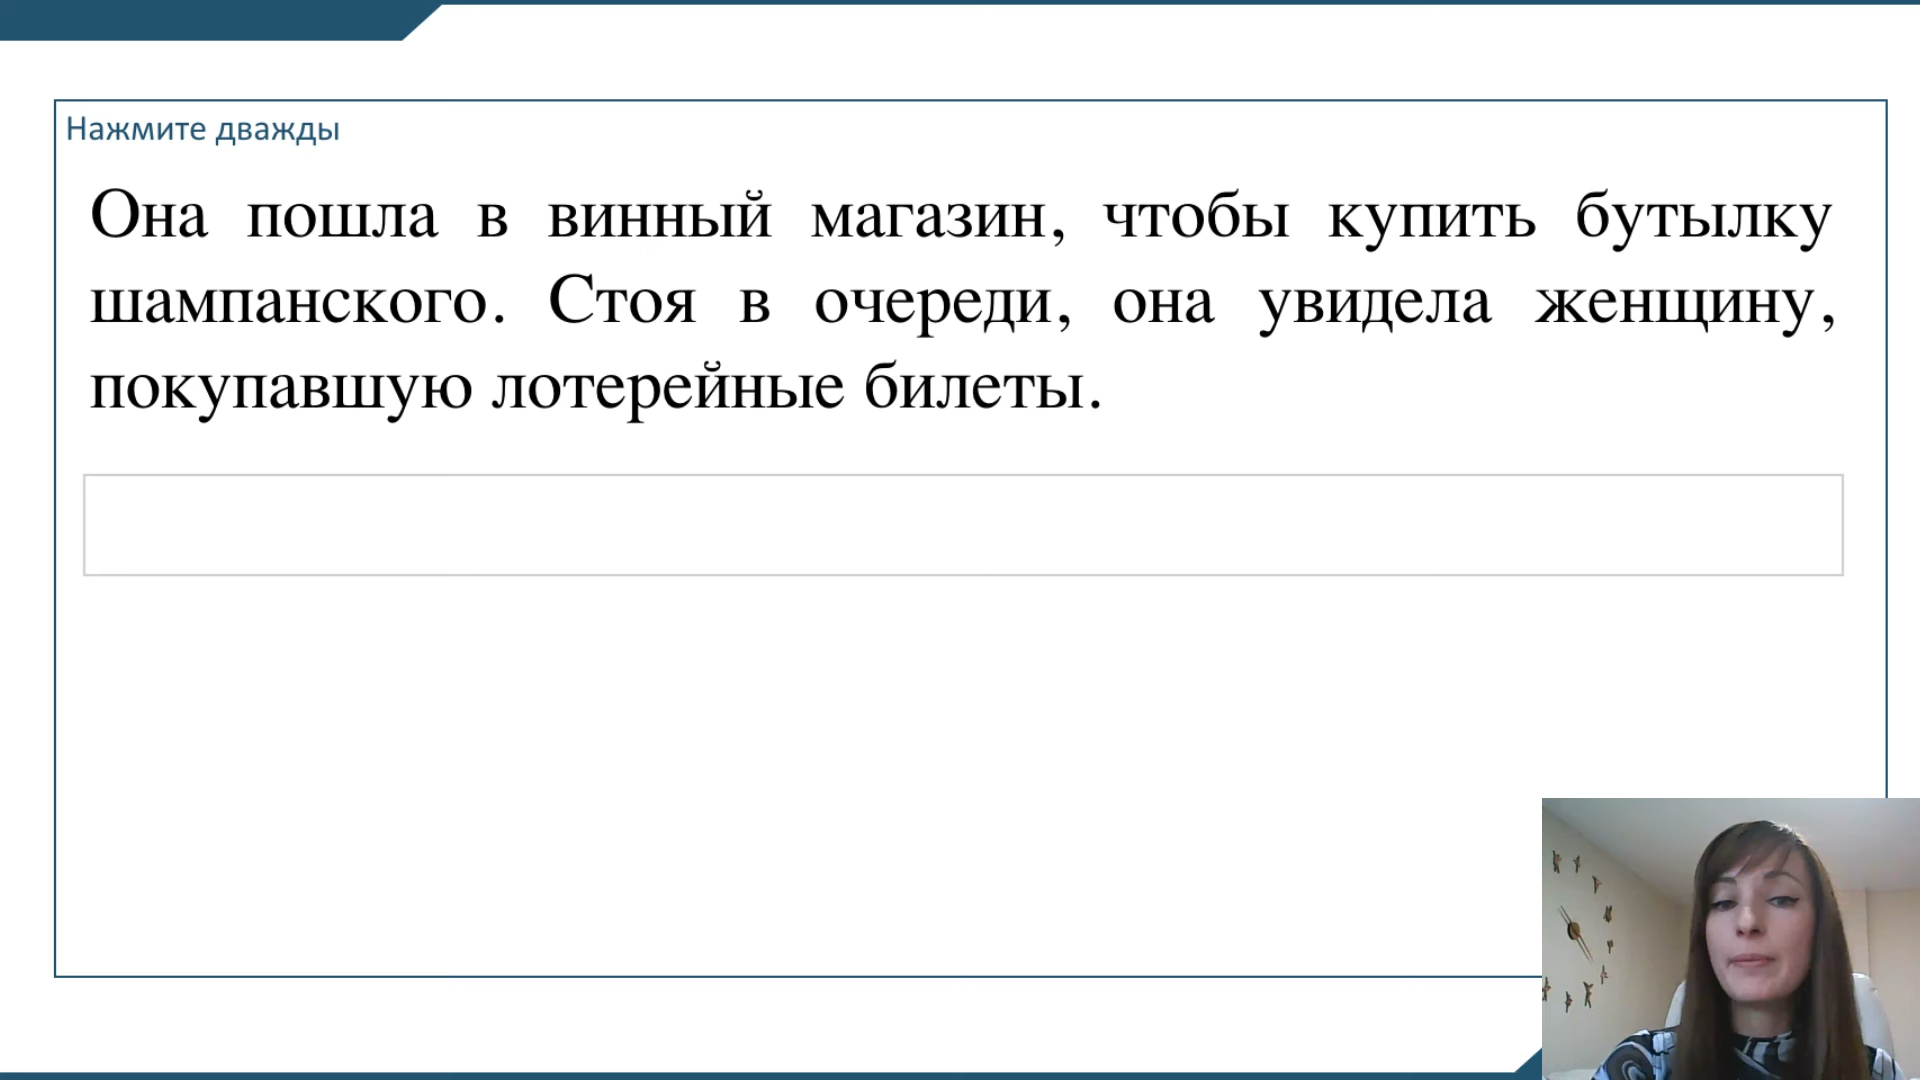 Нажмите дважды
Она пошла в винный магазин, чтобы купить бутылку
шампанского. Стоя в очереди, она увидела женщину,
покупавшую лотерейные билеты.